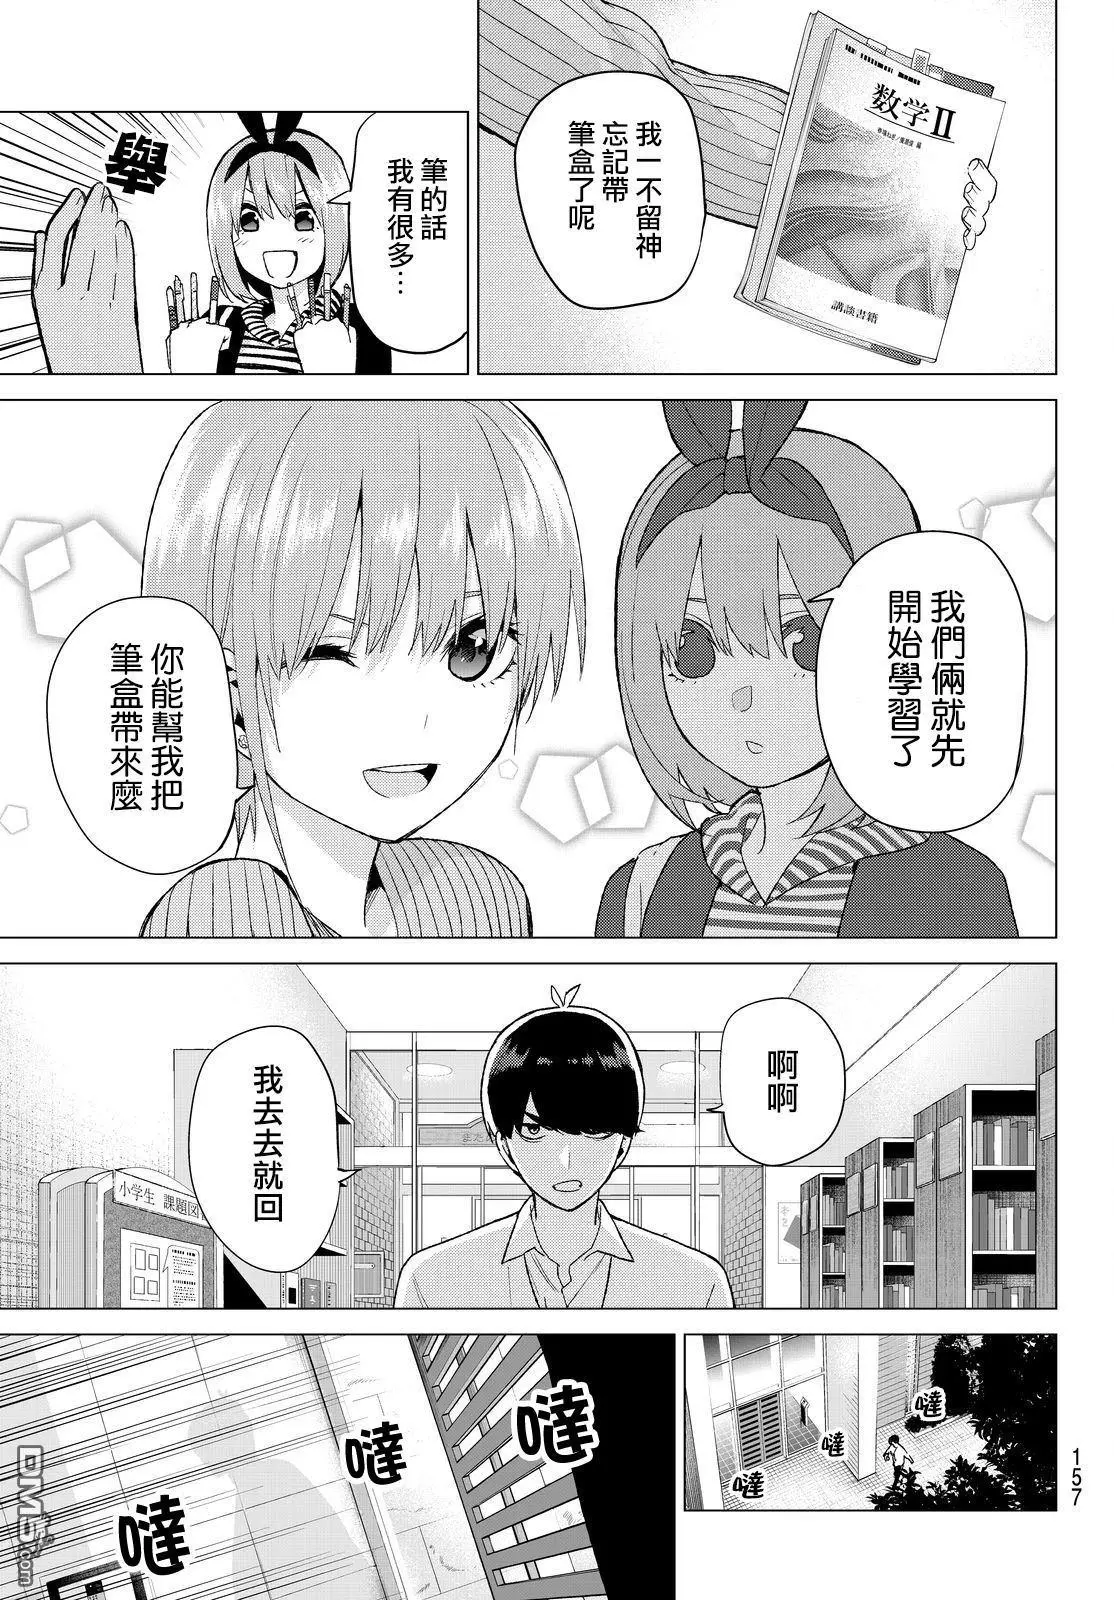 数学Ⅱ
講談書籍
我一不留神
忘記帶
筆盒了呢
筆的話
我有很多…
舉
我們倆就先
開始學習了
你能幫我把
筆盒帶來麼
啊啊
我去去就回
小学生 課題図
噠
噠
噠
噠
噠
噠
157
DM5.com